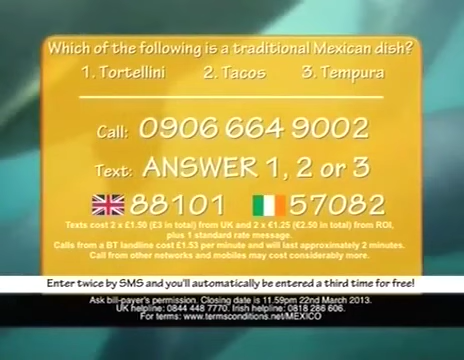 Which of the following is a traditional Mexican dish?
1. Tortellini 2. Tacos 3. Tempura
Call: 0906 664 9002
Text: ANSWER 1, 2 or 3
88101 57082
Texts cost 2 x £1.50 (£3 in total) from UK and 2 x €1.25 (€2.50 in total) from ROI,
plus 1 standard rate message.
Calls from a BT landline cost £1.53 per minute and will last approximately 2 minutes.
Call from other networks and mobiles may cost considerably more.
Enter twice by SMS and you'll automatically be entered a third time for free!
Ask bill-payer's permission. Closing date is 11.59pm 22nd March 2013.
UK helpline: 0844 448 7770. Irish helpline: 0818 286 606.
For terms: www.termsconditions.net/MEXICO